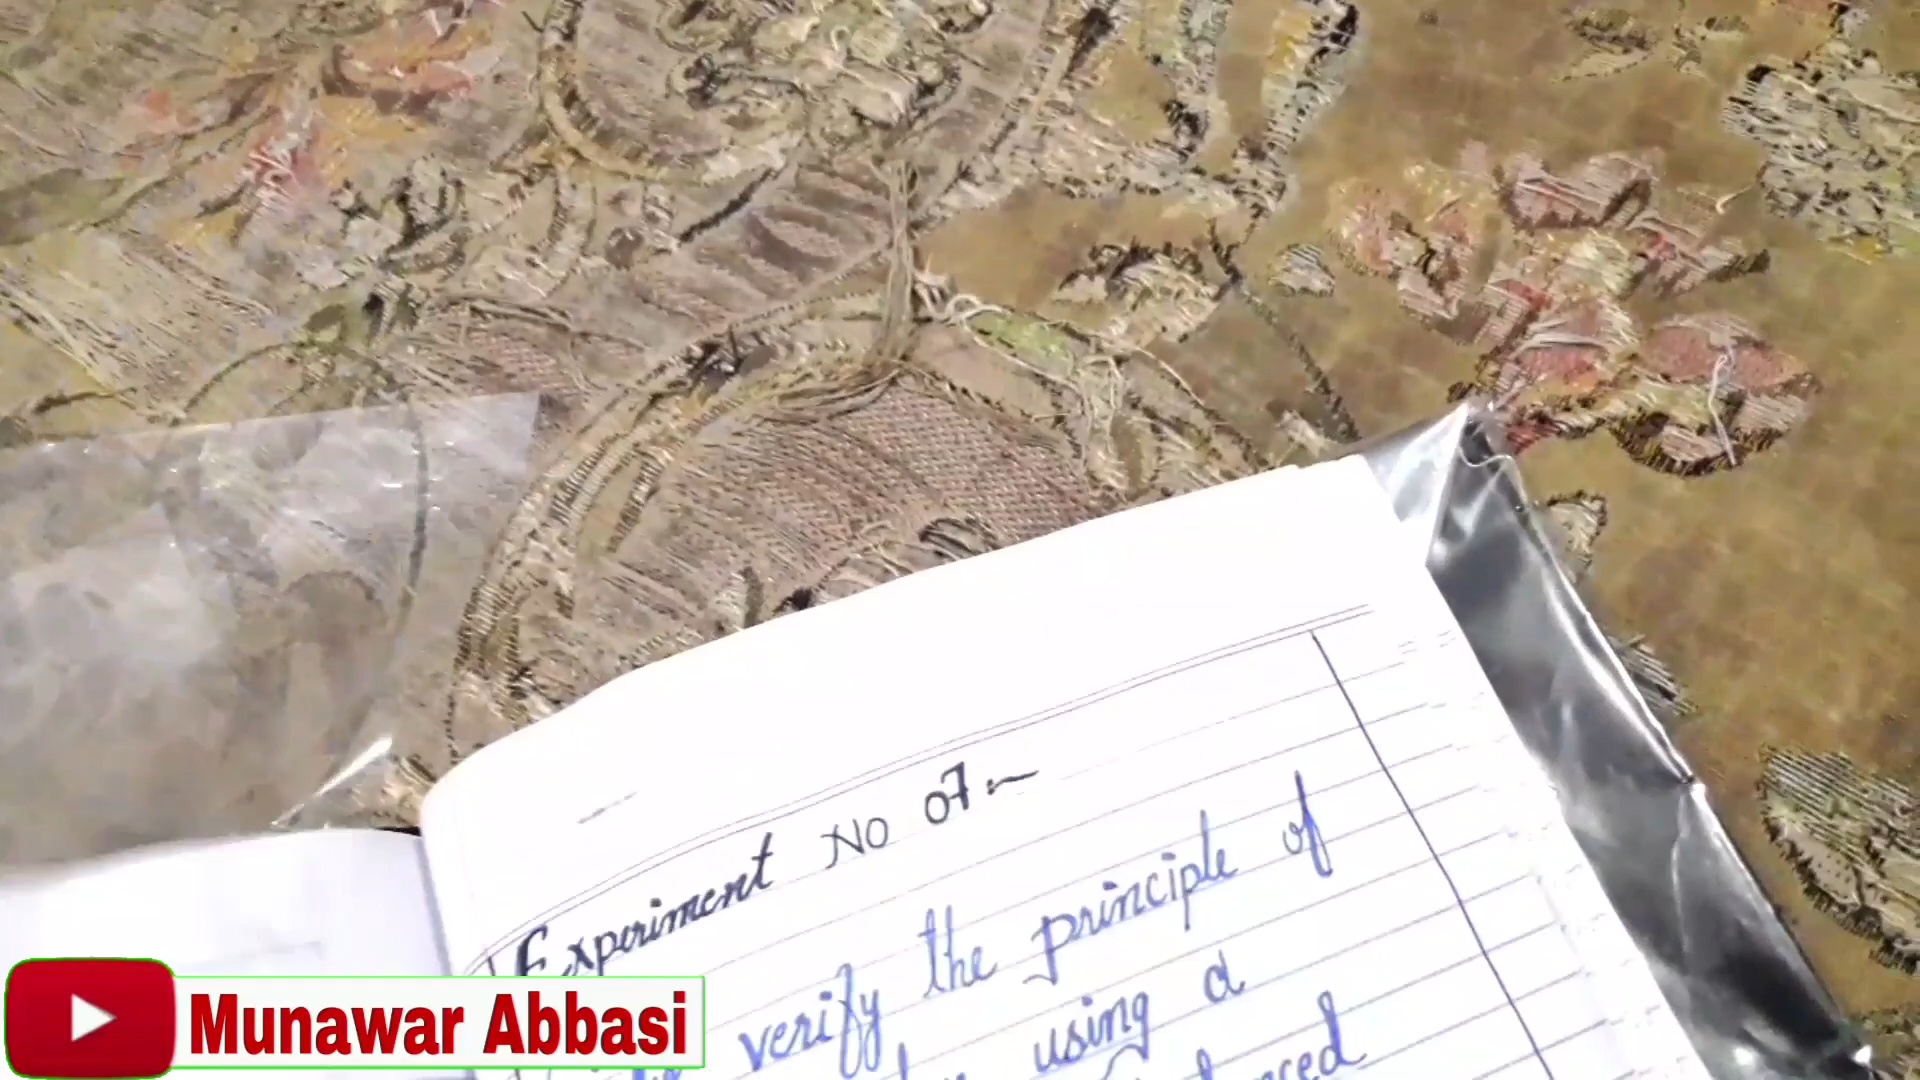 Experiment No 07:-
verify the principle of
using a
Munawar Abbasi